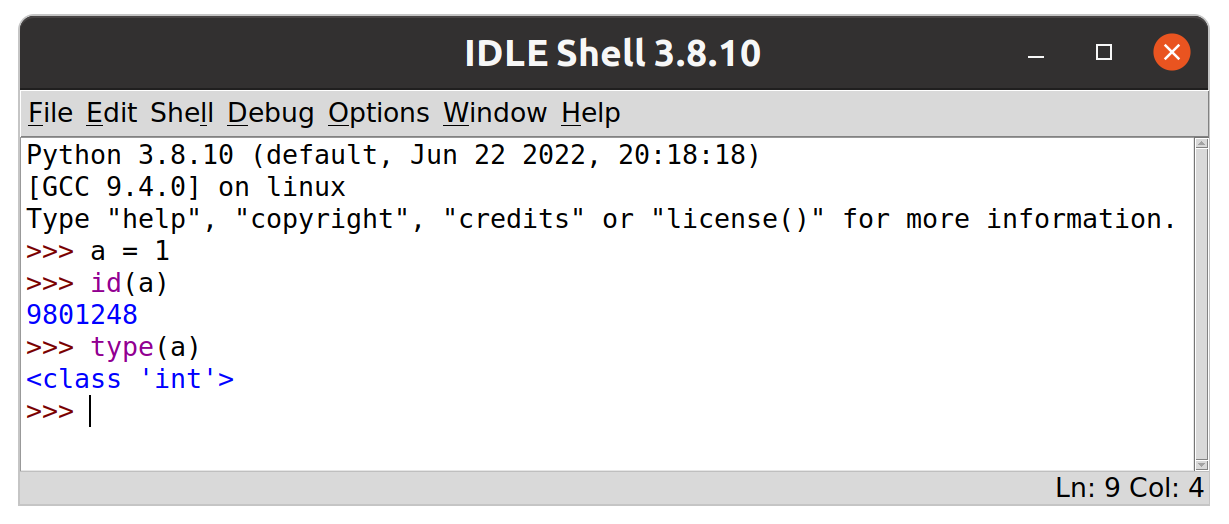 IDLE Shell 3.8.10
File Edit Shell Debug Options Window Help
Python 3.8.10 (default, Jun 22 2022, 20:18:18)
[GCC 9.4.0] on linux
Type "help", "copyright", "credits" or "license()" for more information.
>>> a = 1
>>> id(a)
9801248
>>> type(a)
<class 'int'>
>>>
Ln: 9 Col: 4